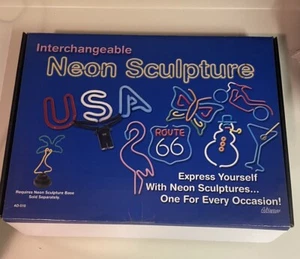 Interchangeable
Neon Sculpture
USA
ROUTE
66
Express Yourself
With Neon Sculptures...
One For Every Occasion!
Requires Neon Sculpture Base
Sold Separately